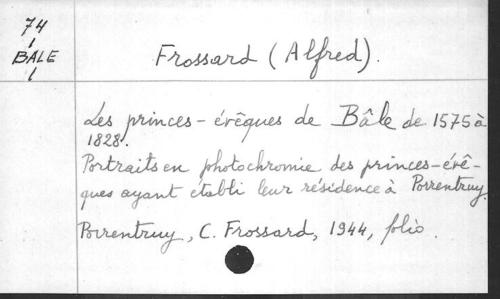 74
BALE
Frossard (Alfred).
Les princes-évêques de Bâle de 1575 à
1828.
Portraits en photochromie des princes-évê-
ques ayant établi leur résidence à Porrentruy.
Porrentruy, C. Frossard, 1944, folio.